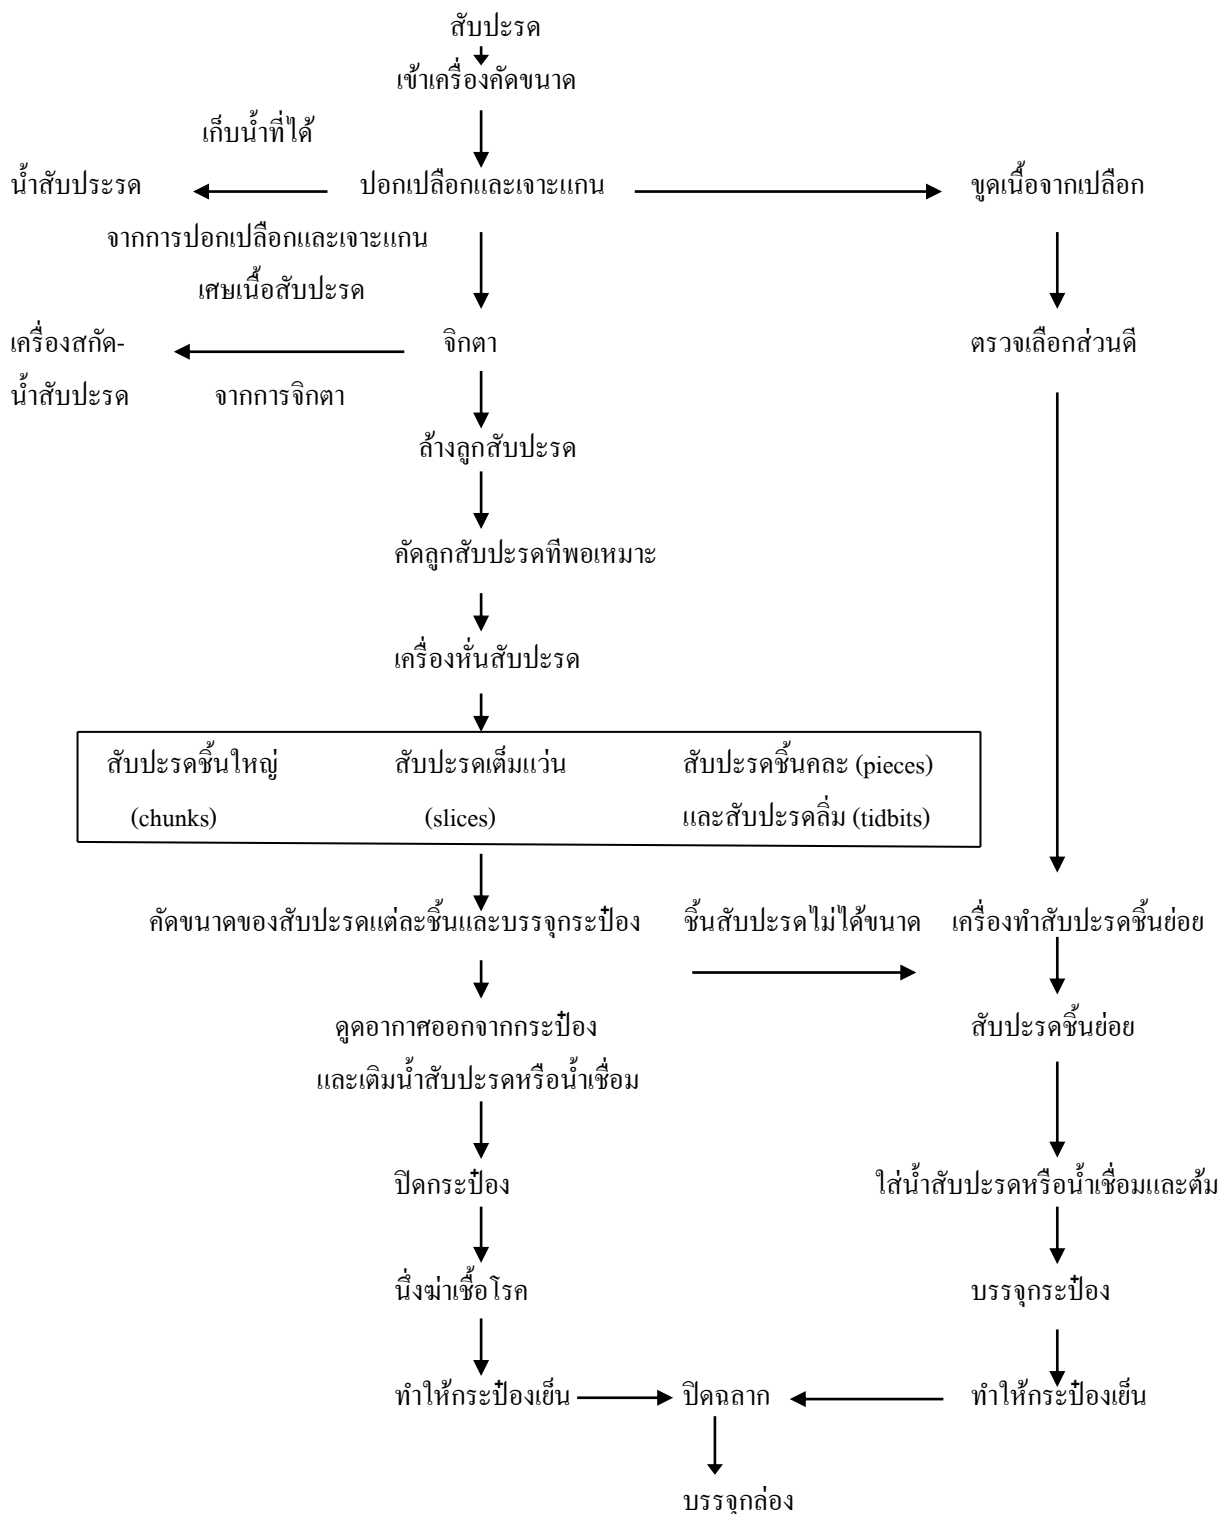 สับปะรด
เข้าเครื่องคัดขนาด
เก็บน้ำที่ได้
น้ำสับประรด
ปอกเปลือกและเจาะแกน
ขูดเนื้อจากเปลือก
จากการปอกเปลือกและเจาะแกน
เศษเนื้อสับปะรด
เครื่องสกัด-
จิกตา
ตรวจเลือกส่วนดี
น้ำสับปะรด
จากการจิกตา
ล้างลูกสับปะรด
คัดลูกสับปะรดทีพอเหมาะ
เครื่องหั่นสับปะรด
สับปะรดชิ้นใหญ่
สับปะรดเต็มแว่น
สับปะรดชิ้นคละ (pieces)
(chunks)
(slices)
และสับปะรดลิ่ม (tidbits)
คัดขนาดของสับปะรดแต่ละชิ้นและบรรจุกระป๋อง
ชิ้นสับปะรดไม่ได้ขนาด
เครื่องทำสับปะรดชิ้นย่อย
ดูดอากาศออกจากกระป๋อง
สับปะรดชิ้นย่อย
และเติมน้ำสับปะรดหรือน้ำเชื่อม
ปิดกระป๋อง
ใส่น้ำสับปะรดหรือน้ำเชื่อมและต้ม
นึ่งฆ่าเชื้อโรค
บรรจุกระป๋อง
ทำให้กระป๋องเย็น
ปิดฉลาก
ทำให้กระป๋องเย็น
บรรจุกล่อง